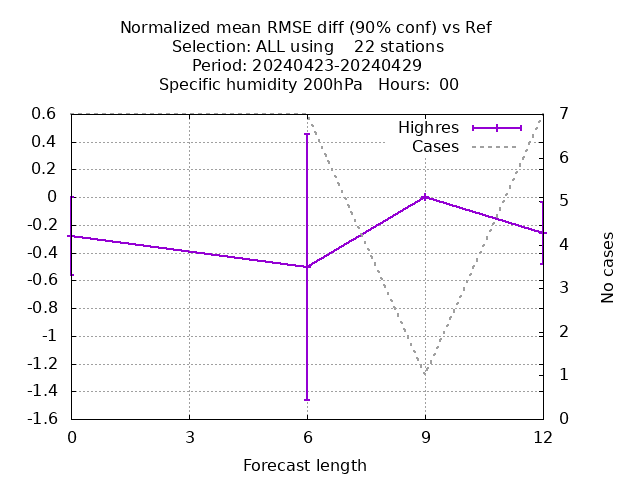 Normalized mean RMSE diff (90% conf) vs Ref
Selection: ALL using 22 stations
Period: 20240423-20240429
Specific humidity 200hPa Hours: 00
Highres
Cases
0.6
0.4
0.2
0
-0.2
-0.4
-0.6
-0.8
-1
-1.2
-1.4
-1.6
7
6
5
4
3
2
1
0
No cases
0 3 6 9 12
Forecast length